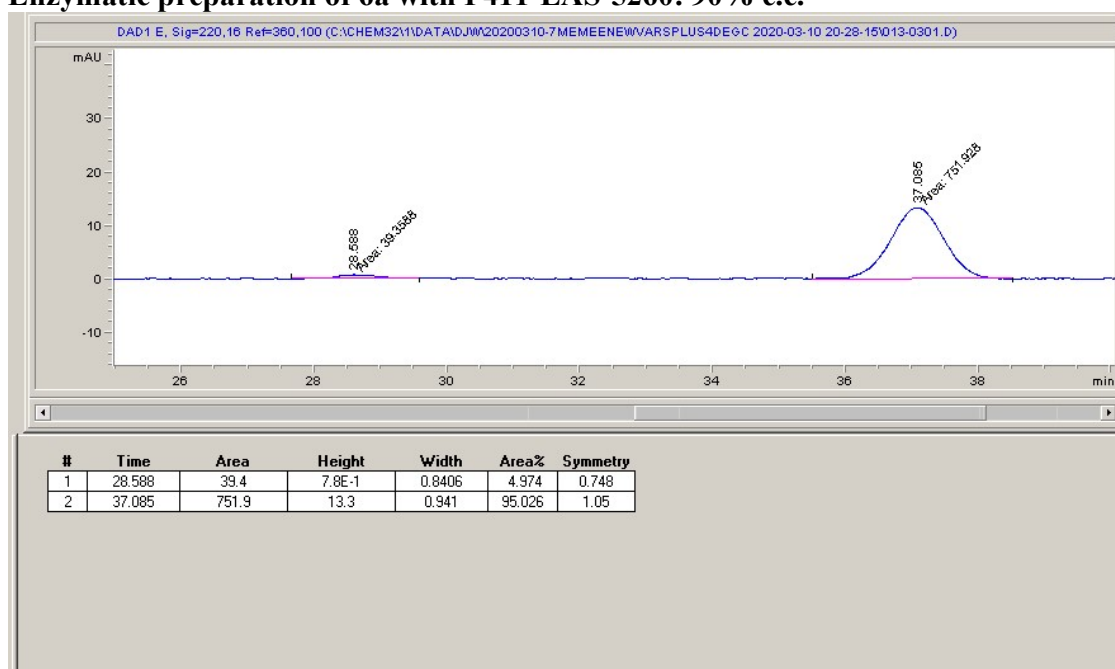 Enzymatic preparation of 6a with P411-LAS-5260: 90% e.e.
DAD1 E, Sig=220,16 Ref=360,100 (C:\CHEM32\1\DATA\DJW\20200310-7MEMEENEWVARSPLUS4DEGC 2020-03-10 20-28-15\013-0301.D)
mAU
30
20
10
0
-10
28.588
Area: 39.3588
37.085
Area: 751.928
26 28 30 32 34 36 38 min
# Time Area Height Width Area% Symmetry
1 28.588 39.4 7.8E-1 0.8406 4.974 0.748
2 37.085 751.9 13.3 0.941 95.026 1.05